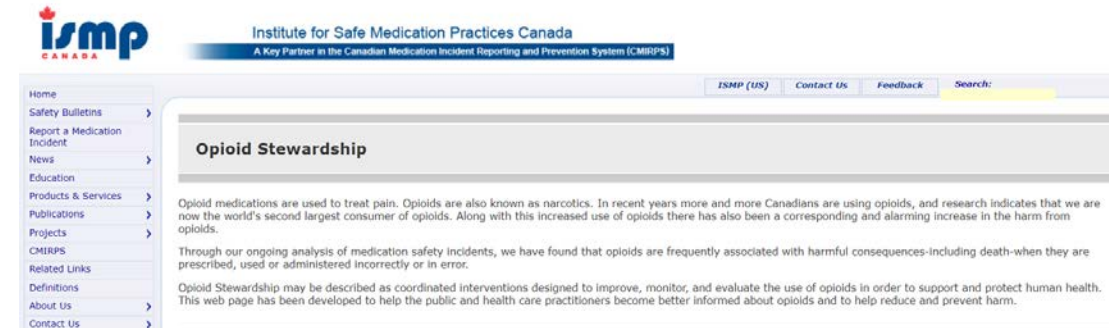 ismp
CANADA
Institute for Safe Medication Practices Canada
A Key Partner in the Canadian Medication Incident Reporting and Prevention System (CMIRPS)
ISMP (US)
Contact Us
Feedback
Search:
Home
Safety Bulletins
Report a Medication
Incident
News
Education
Products & Services
Publications
Projects
CMIRPS
Related Links
Definitions
About Us
Contact Us
Opioid Stewardship
Opioid medications are used to treat pain. Opioids are also known as narcotics. In recent years more and more Canadians are using opioids, and research indicates that we are
now the world's second largest consumer of opioids. Along with this increased use of opioids there has also been a corresponding and alarming increase in the harm from
opioids.
Through our ongoing analysis of medication safety incidents, we have found that opioids are frequently associated with harmful consequences-including death-when they are
prescribed, used or administered incorrectly or in error.
Opioid Stewardship may be described as coordinated interventions designed to improve, monitor, and evaluate the use of opioids in order to support and protect human health.
This web page has been developed to help the public and health care practitioners become better informed about opioids and to help reduce and prevent harm.